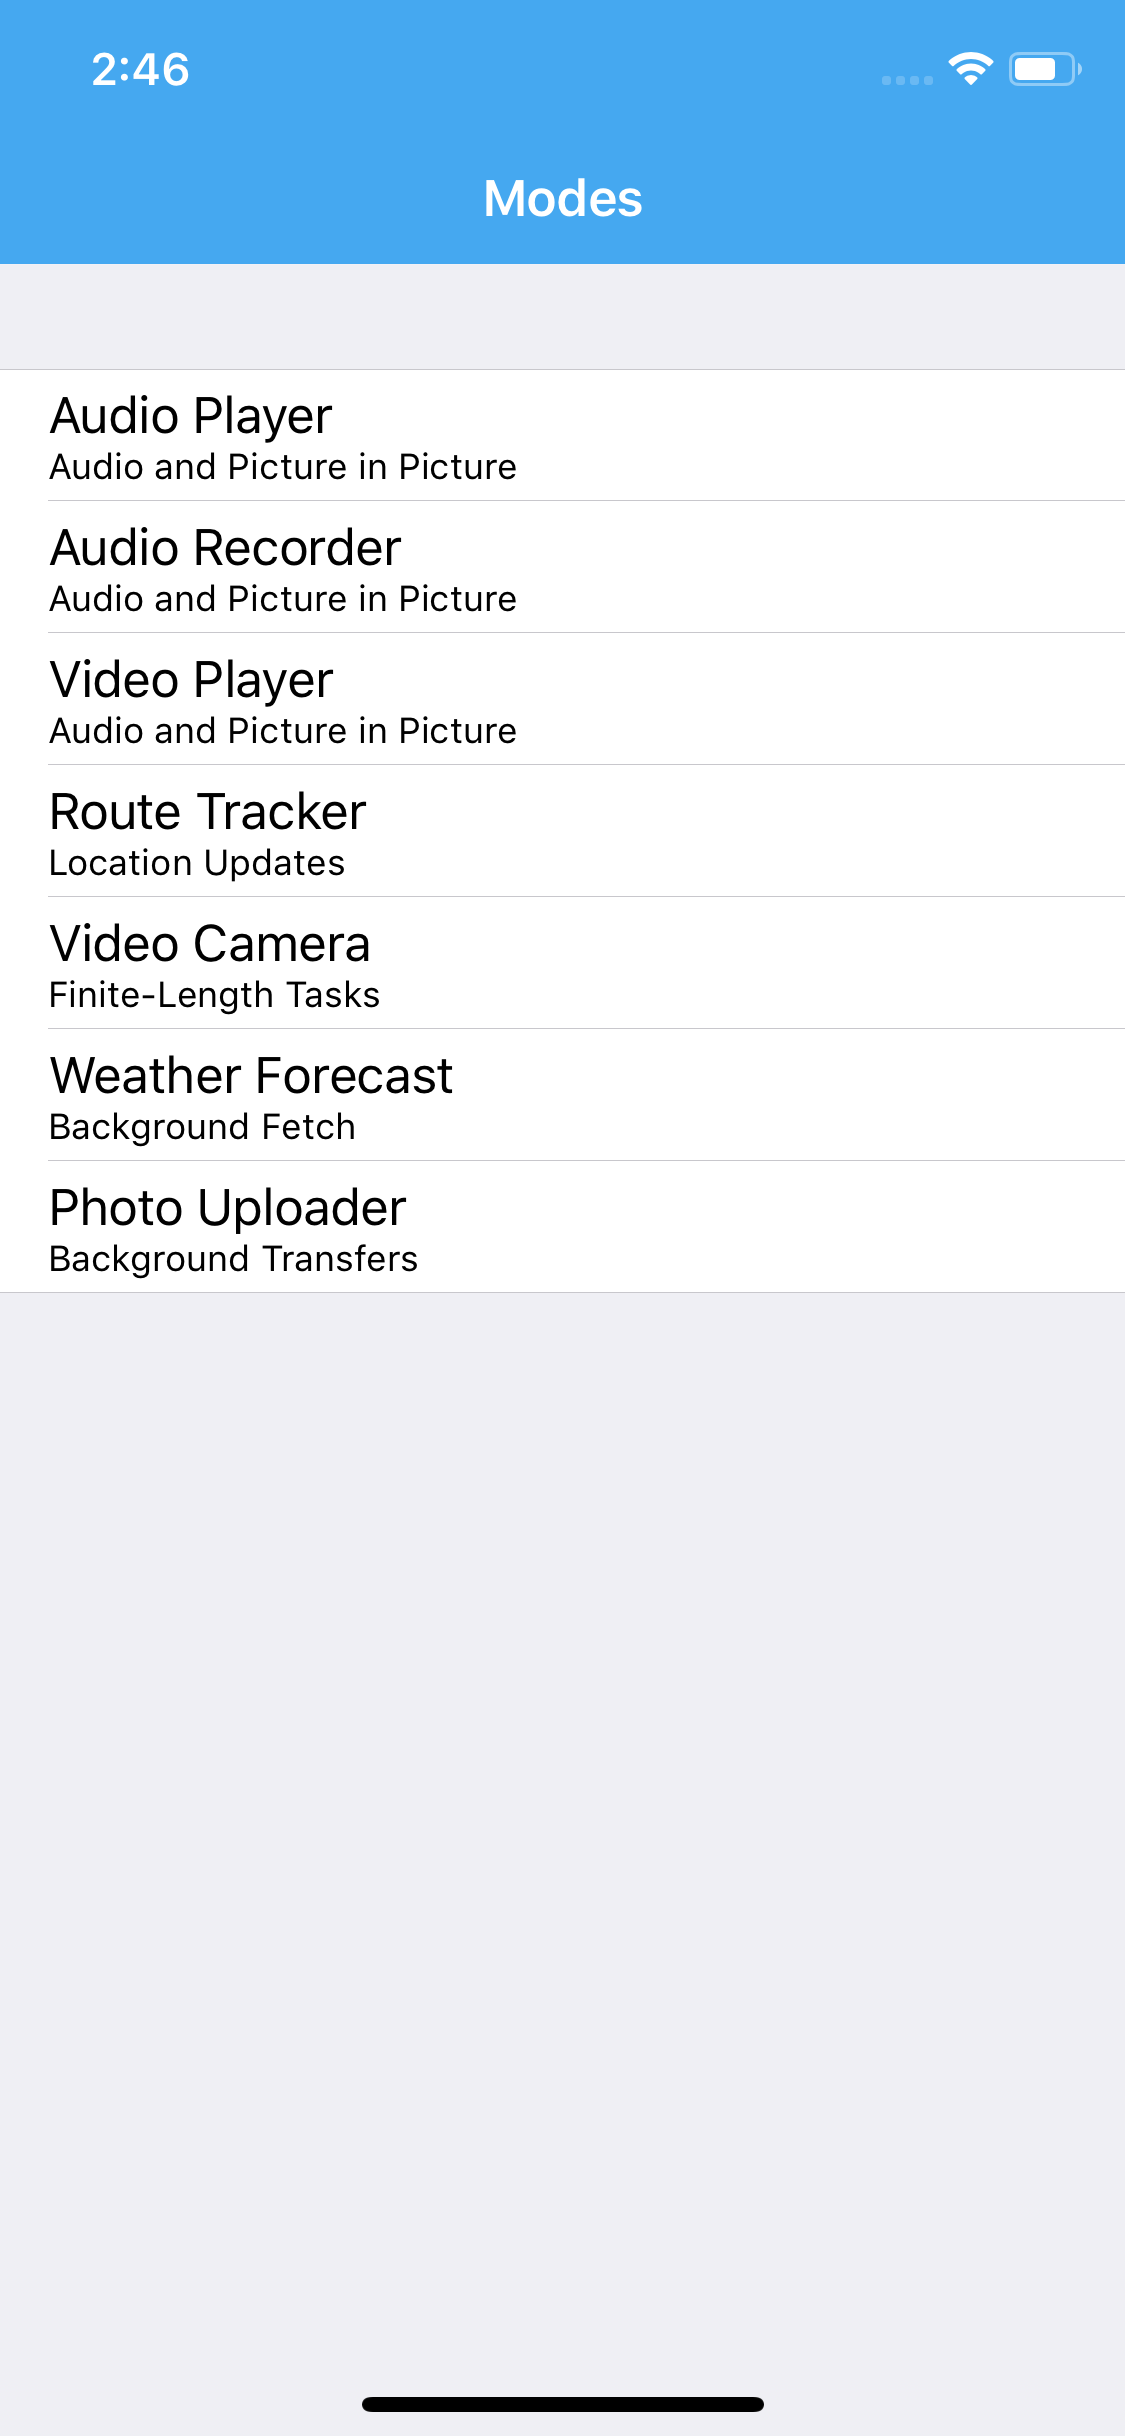 2:46
Modes
Audio Player
Audio and Picture in Picture
Audio Recorder
Audio and Picture in Picture
Video Player
Audio and Picture in Picture
Route Tracker
Location Updates
Video Camera
Finite-Length Tasks
Weather Forecast
Background Fetch
Photo Uploader
Background Transfers